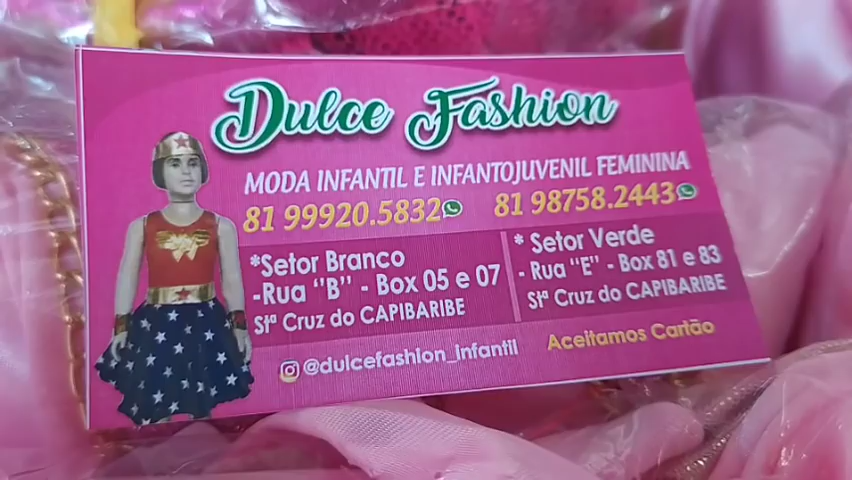 Dulce Fashion
MODA INFANTIL E INFANTOJUVENIL FEMININA
81 99920.5832 81 98758.2443
*Setor Branco
-Rua "B" - Box 05 e 07
Stª Cruz do CAPIBARIBE
* Setor Verde
- Rua "E" - Box 81 e 83
Stª Cruz do CAPIBARIBE
@dulcefashion_infantil
Aceitamos Cartão